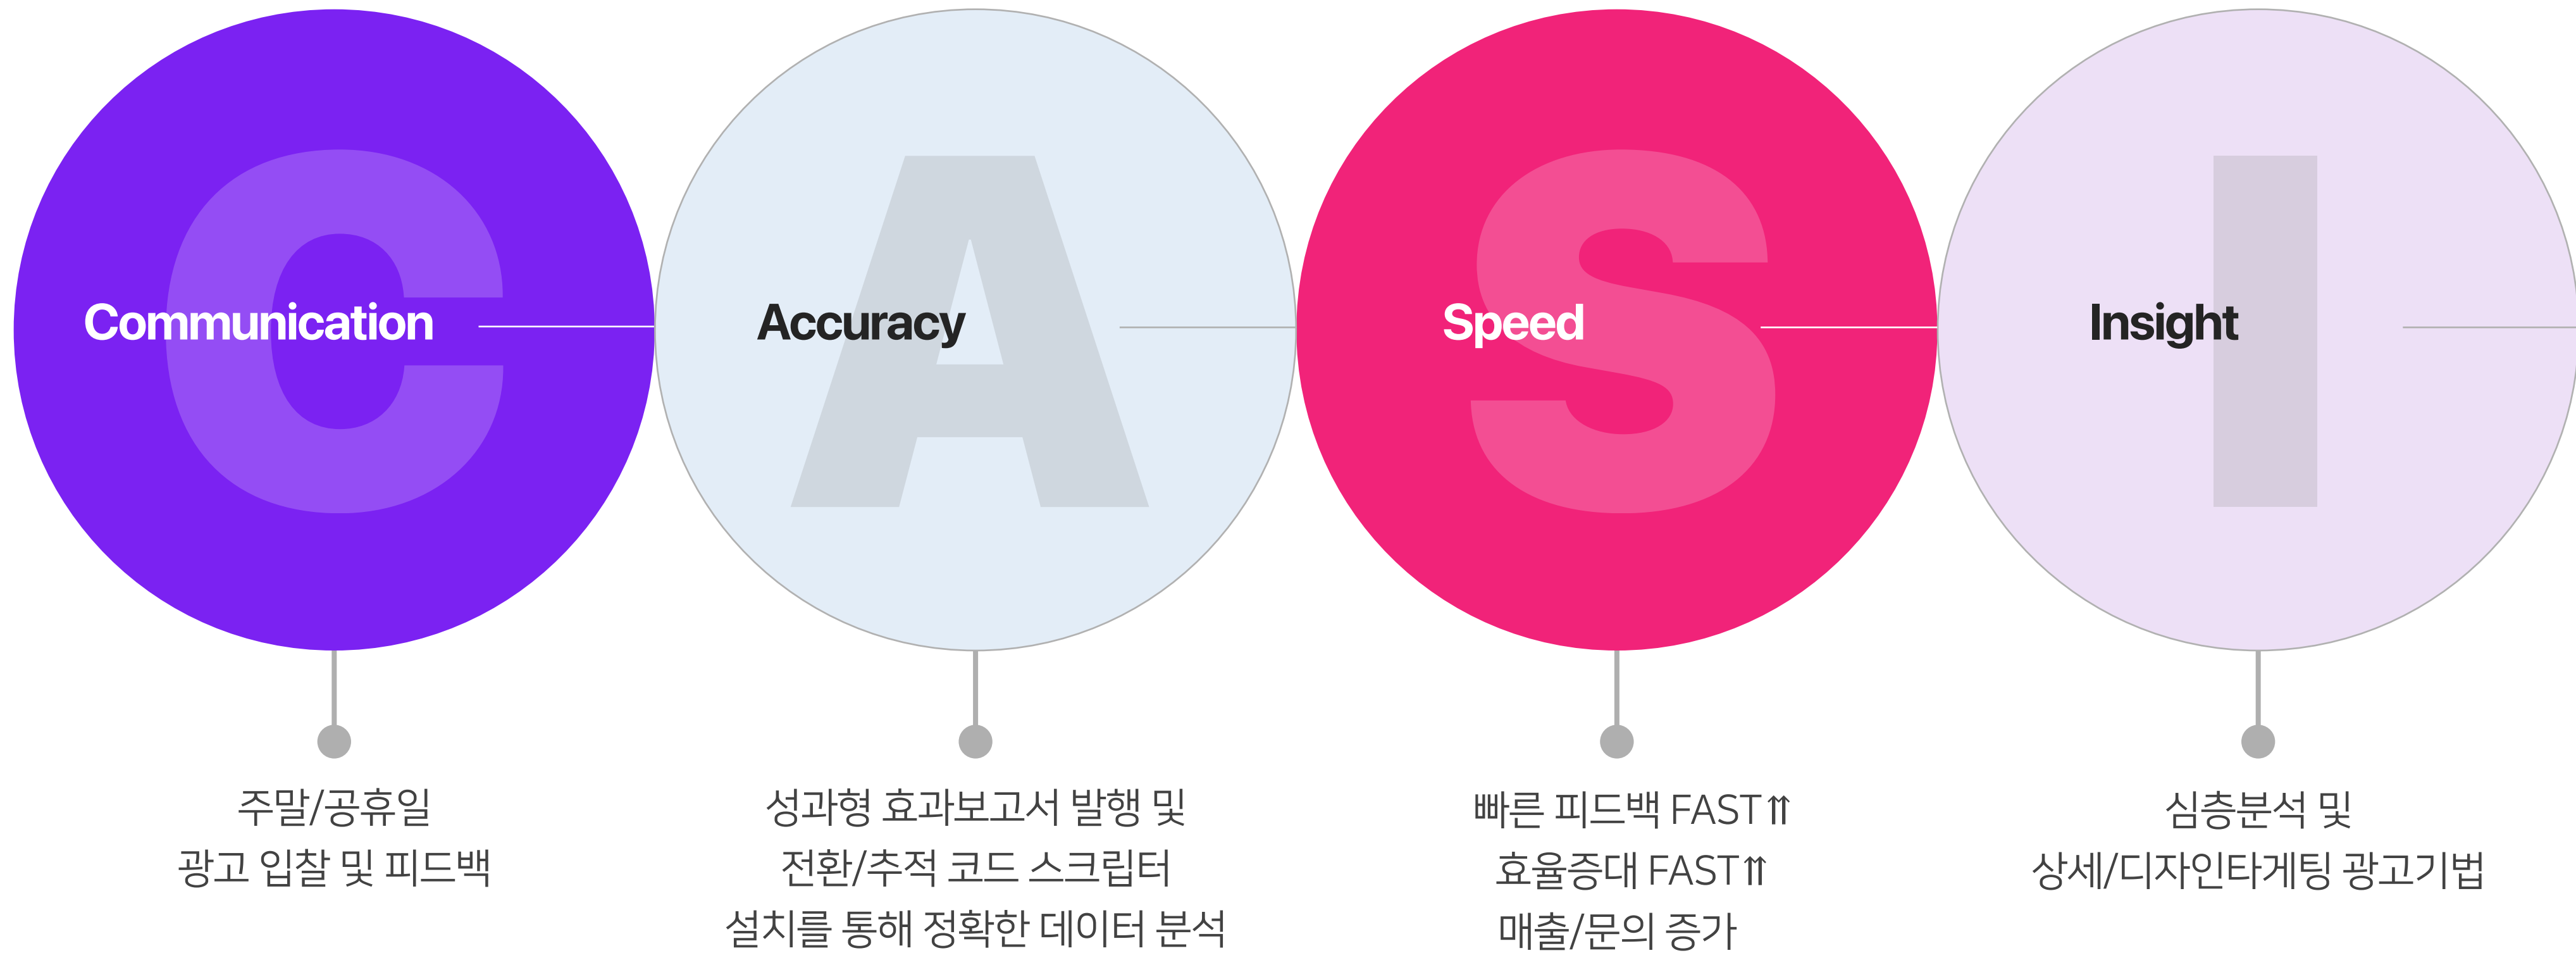 C
Communication
A
Accuracy
S
Speed
I
Insight
주말/공휴일
광고 입찰 및 피드백
성과형 효과보고서 발행 및
전환/추적 코드 스크립터
설치를 통해 정확한 데이터 분석
빠른 피드백 FAST⇈
효율증대 FAST⇈
매출/문의 증가
심층분석 및
상세/디자인타게팅 광고기법